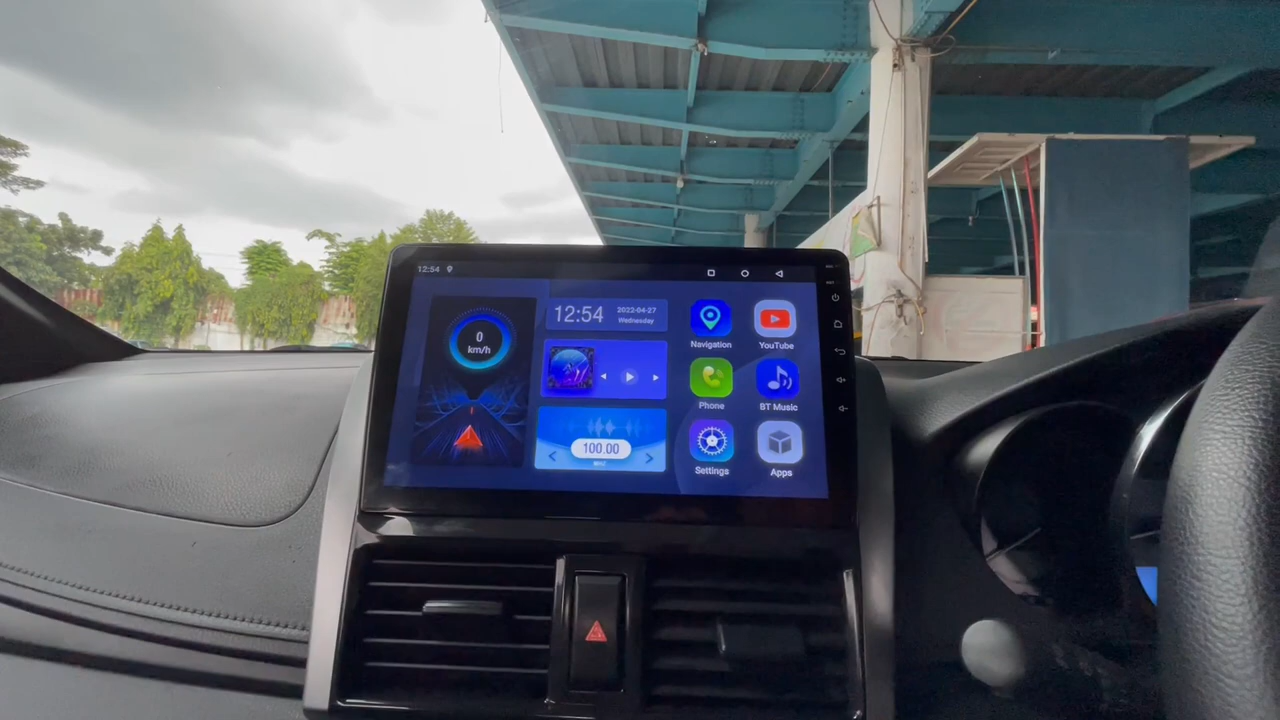 12:54
0
km/h
12:54
2022-04-27
Wednesday
100.00
MHZ
Navigation
YouTube
Phone
BT Music
Settings
Apps